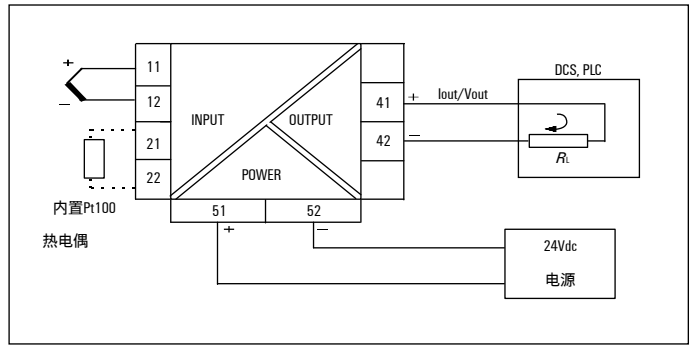 +
−
11
12
21
22
内置Pt100
热电偶
INPUT
OUTPUT
POWER
41
42
+
−
Iout/Vout
DCS, PLC
RL
51
52
+
−
24Vdc
电源